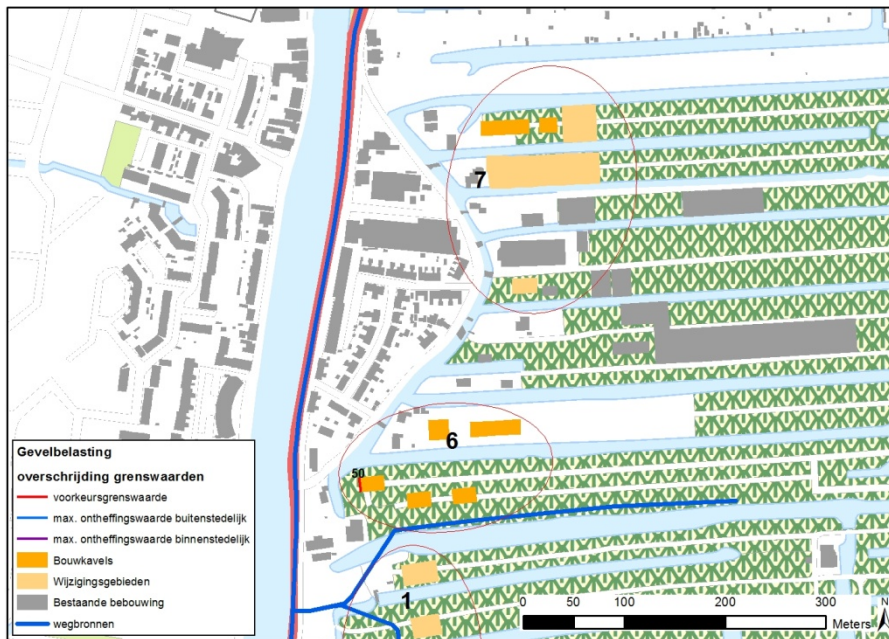 7
6
50
1
Gevelbelasting
overschrijding grenswaarden
voorkeursgrenswaarde
max. ontheffingswaarde buitenstedelijk
max. ontheffingswaarde binnenstedelijk
Bouwkavels
Wijzigingsgebieden
Bestaande bebouwing
wegbronnen
0 50 100 200 300
Meters
N